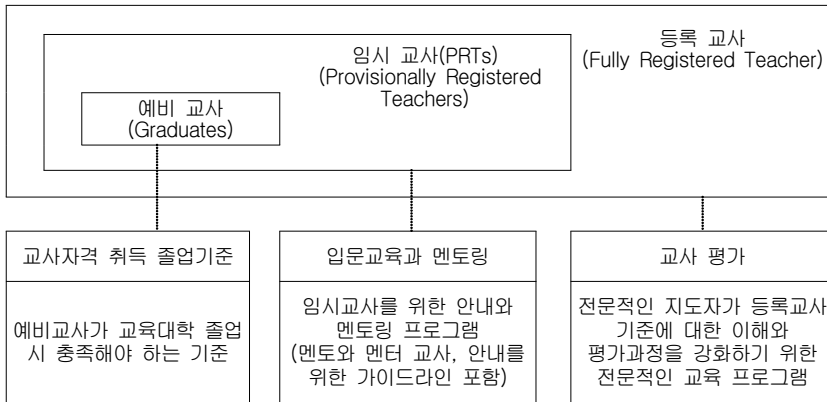 등록 교사
(Fully Registered Teacher)
임시 교사(PRTs)
(Provisionally Registered
Teachers)
예비 교사
(Graduates)
교사자격 취득 졸업기준
예비교사가 교육대학 졸업
시 충족해야 하는 기준
입문교육과 멘토링
임시교사를 위한 안내와
멘토링 프로그램
(멘토와 멘터 교사, 안내를
위한 가이드라인 포함)
교사 평가
전문적인 지도자가 등록교사
기준에 대한 이해와
평가과정을 강화하기 위한
전문적인 교육 프로그램